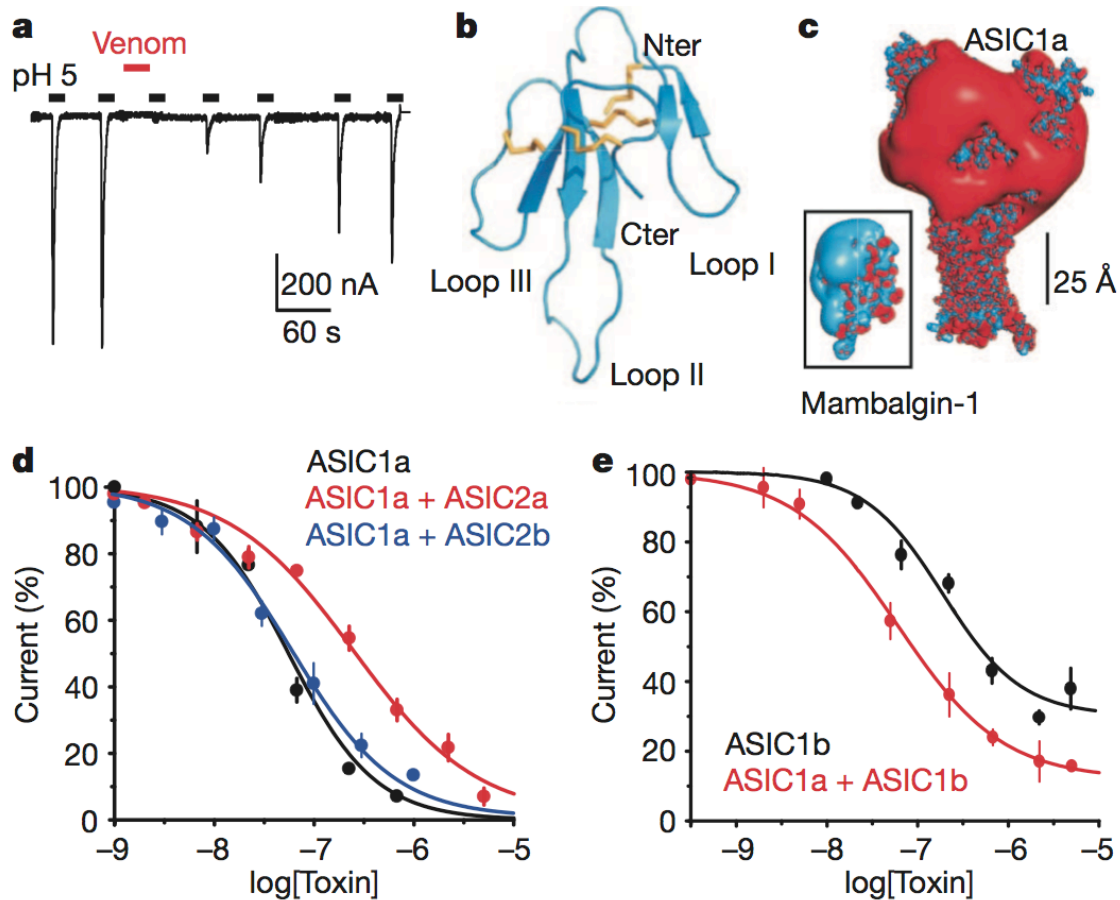 a
Venom
pH 5
200 nA
60 s
b
Nter
Cter
Loop III
Loop I
Loop II
c
ASIC1a
25 Å
Mambalgin-1
d
ASIC1a
ASIC1a + ASIC2a
ASIC1a + ASIC2b
Current (%)
100
80
60
40
20
0
–9
–8
–7
–6
–5
log[Toxin]
e
ASIC1b
ASIC1a + ASIC1b
Current (%)
100
80
60
40
20
0
–9
–8
–7
–6
–5
log[Toxin]